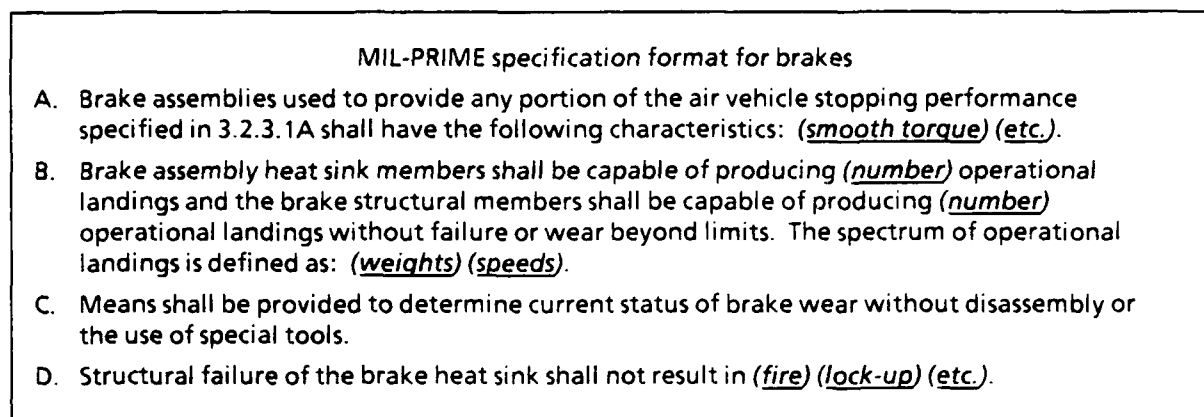 MIL-PRIME specification format for brakes
A. Brake assemblies used to provide any portion of the air vehicle stopping performance
specified in 3.2.3.1A shall have the following characteristics: (smooth torque) (etc.).
B. Brake assembly heat sink members shall be capable of producing (number) operational
landings and the brake structural members shall be capable of producing (number)
operational landings without failure or wear beyond limits. The spectrum of operational
landings is defined as: (weights) (speeds).
C. Means shall be provided to determine current status of brake wear without disassembly or
the use of special tools.
D. Structural failure of the brake heat sink shall not result in (fire) (lock-up) (etc.).